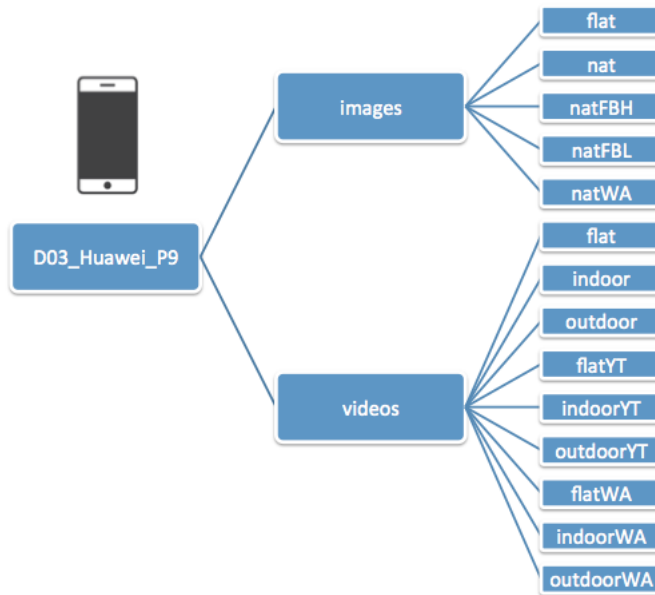 D03_Huawei_P9
images
flat
nat
natFBH
natFBL
natWA
videos
flat
indoor
outdoor
flatYT
indoorYT
outdoorYT
flatWA
indoorWA
outdoorWA